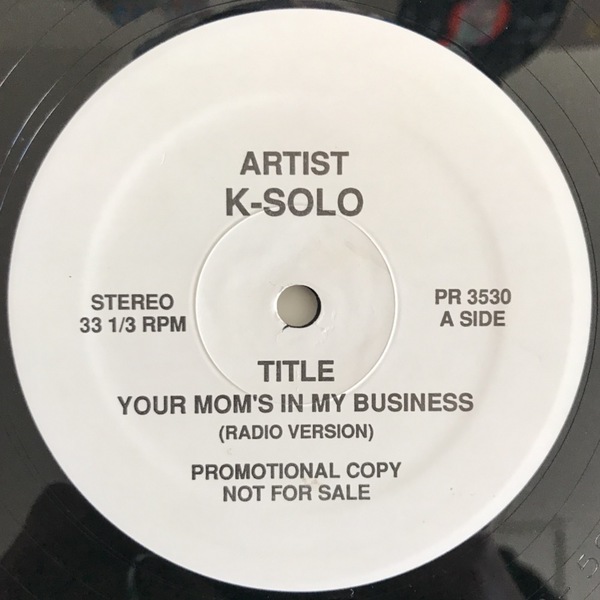 ARTIST
K-SOLO
STEREO
33 1/3 RPM
PR 3530
A SIDE
TITLE
YOUR MOM'S IN MY BUSINESS
(RADIO VERSION)
PROMOTIONAL COPY
NOT FOR SALE